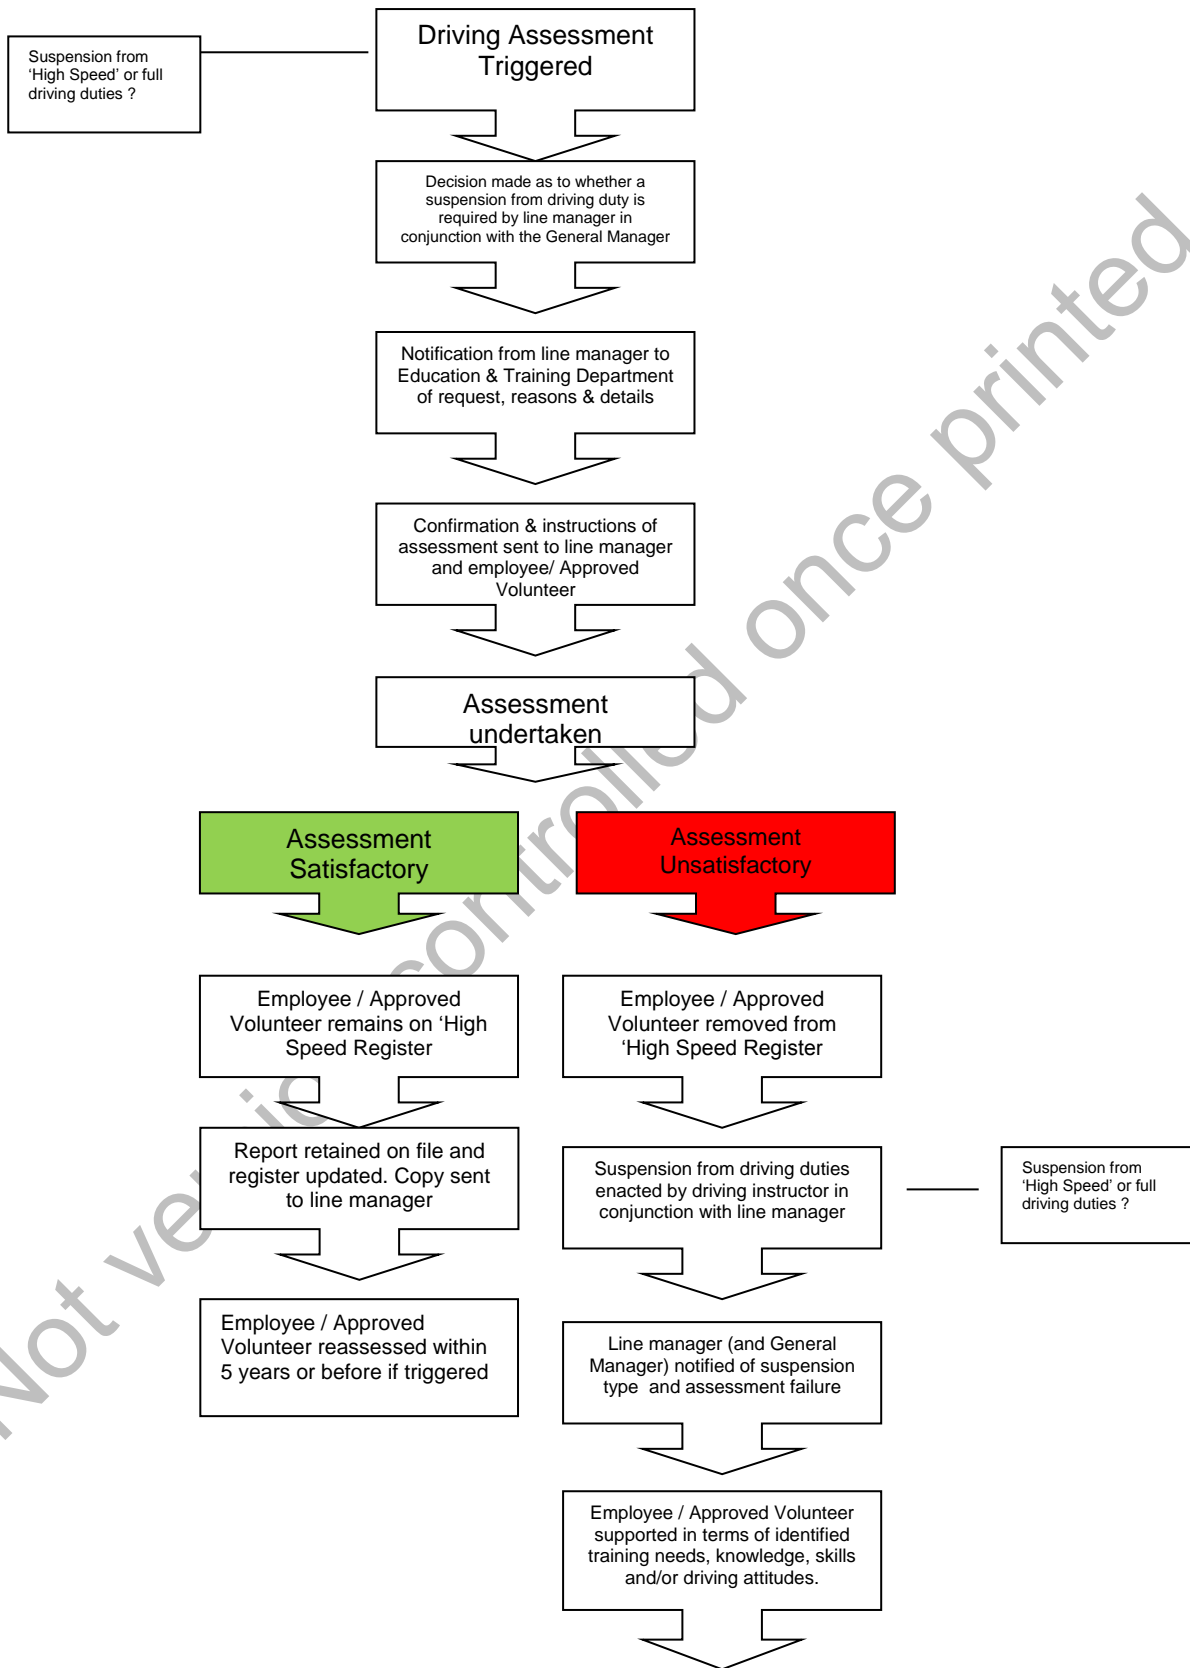 Driving Assessment
Triggered
Suspension from
‘High Speed’ or full
driving duties ?
Decision made as to whether a
suspension from driving duty is
required by line manager in
conjunction with the General Manager
Notification from line manager to
Education & Training Department
of request, reasons & details
Confirmation & instructions of
assessment sent to line manager
and employee/ Approved
Volunteer
Assessment
undertaken
Assessment
Satisfactory
Assessment
Unsatisfactory
Employee / Approved
Volunteer remains on ‘High
Speed Register
Employee / Approved
Volunteer removed from
‘High Speed Register
Report retained on file and
register updated. Copy sent
to line manager
Suspension from driving duties
enacted by driving instructor in
conjunction with line manager
Suspension from
‘High Speed’ or full
driving duties ?
Employee / Approved
Volunteer reassessed within
5 years or before if triggered
Line manager (and General
Manager) notified of suspension
type  and assessment failure
Employee / Approved Volunteer
supported in terms of identified
training needs, knowledge, skills
and/or driving attitudes.
Not version controlled once printed